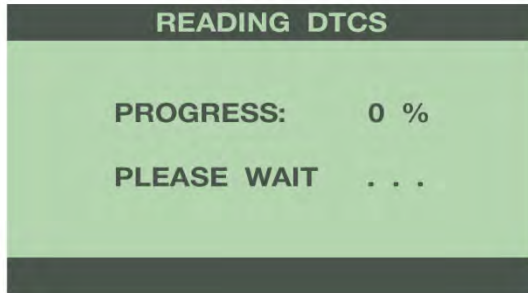 READING DTCS
PROGRESS: 0 %
PLEASE WAIT . . .